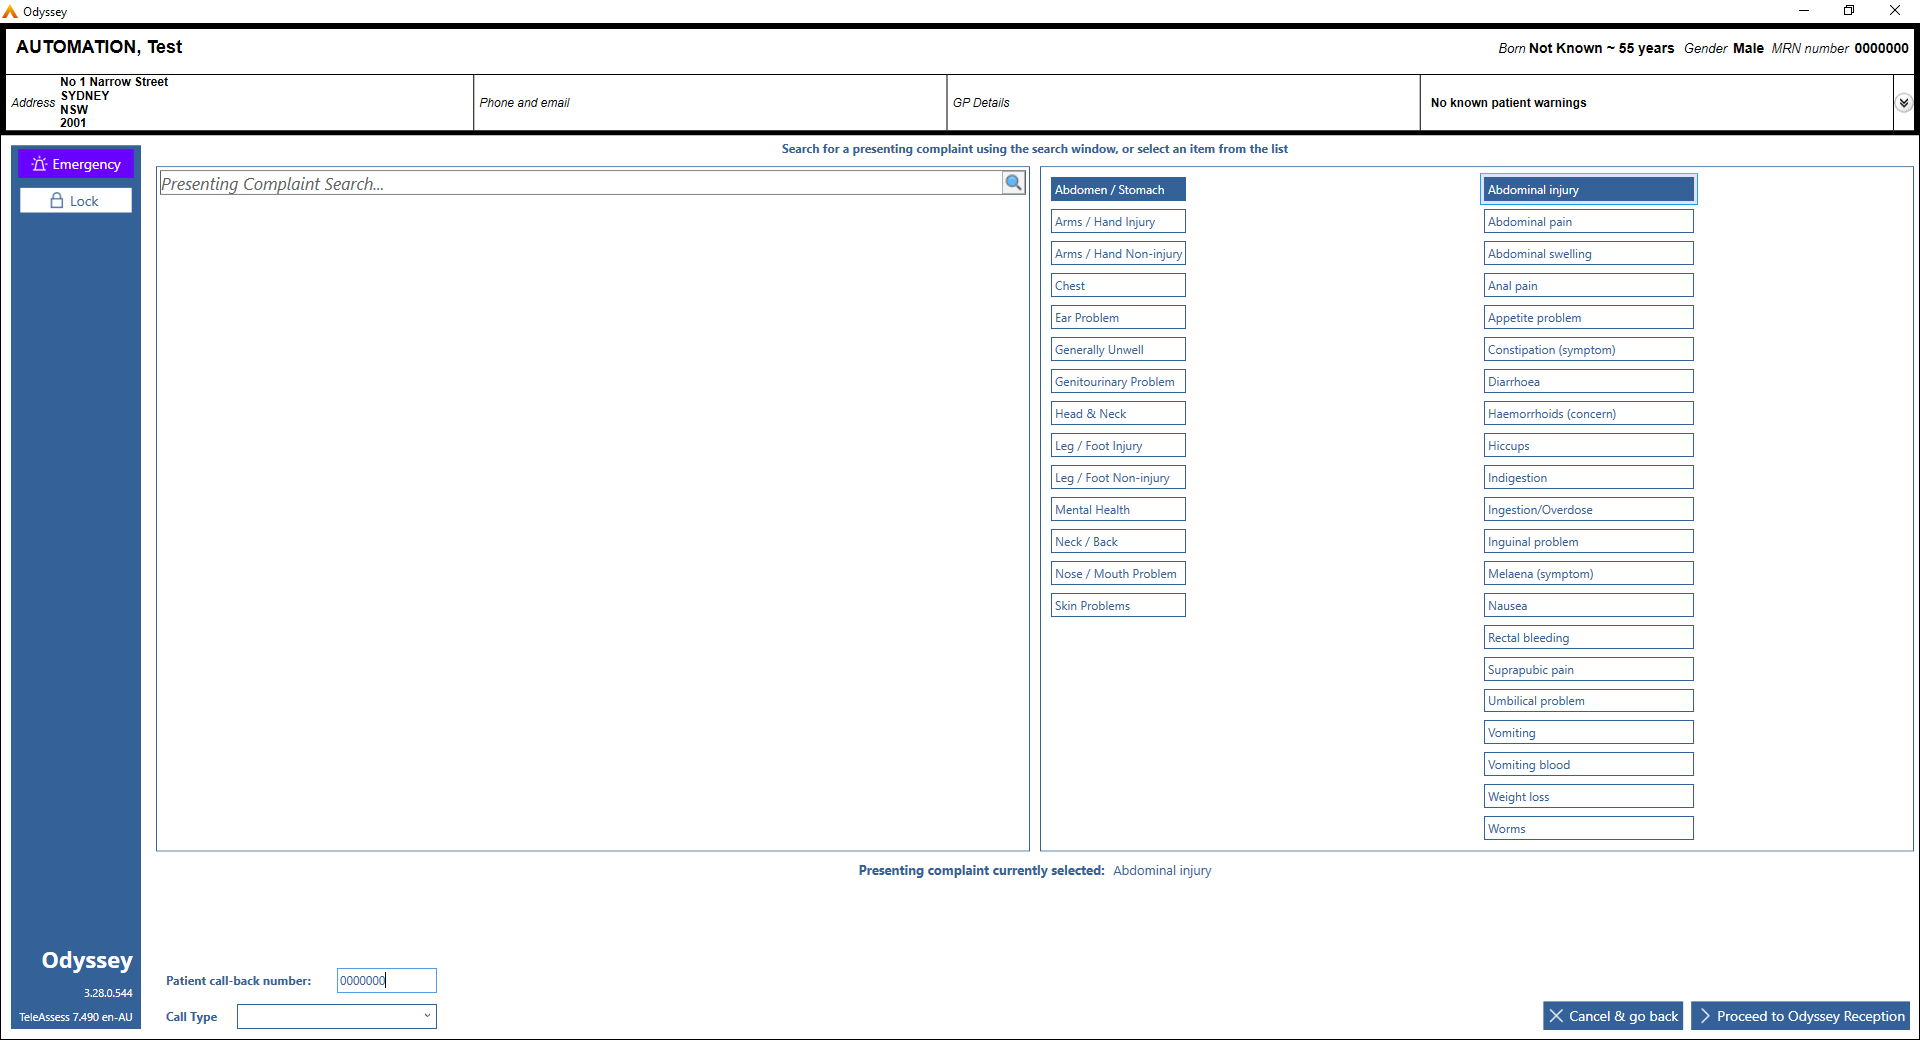 Odyssey
AUTOMATION, Test
Born Not Known ~ 55 years Gender Male MRN number 0000000
Address
No 1 Narrow Street
SYDNEY
NSW
2001
Phone and email
GP Details
No known patient warnings
Emergency
Lock
Search for a presenting complaint using the search window, or select an item from the list
Presenting Complaint Search...
Abdomen / Stomach
Arms / Hand Injury
Arms / Hand Non-injury
Chest
Ear Problem
Generally Unwell
Genitourinary Problem
Head & Neck
Leg / Foot Injury
Leg / Foot Non-injury
Mental Health
Neck / Back
Nose / Mouth Problem
Skin Problems
Abdominal injury
Abdominal pain
Abdominal swelling
Anal pain
Appetite problem
Constipation (symptom)
Diarrhoea
Haemorrhoids (concern)
Hiccups
Indigestion
Ingestion/Overdose
Inguinal problem
Melaena (symptom)
Nausea
Rectal bleeding
Suprapubic pain
Umbilical problem
Vomiting
Vomiting blood
Weight loss
Worms
Presenting complaint currently selected: Abdominal injury
Odyssey
3.28.0.544
TeleAssess 7.490 en-AU
Patient call-back number: 0000000
Call Type
Cancel & go back
Proceed to Odyssey Reception